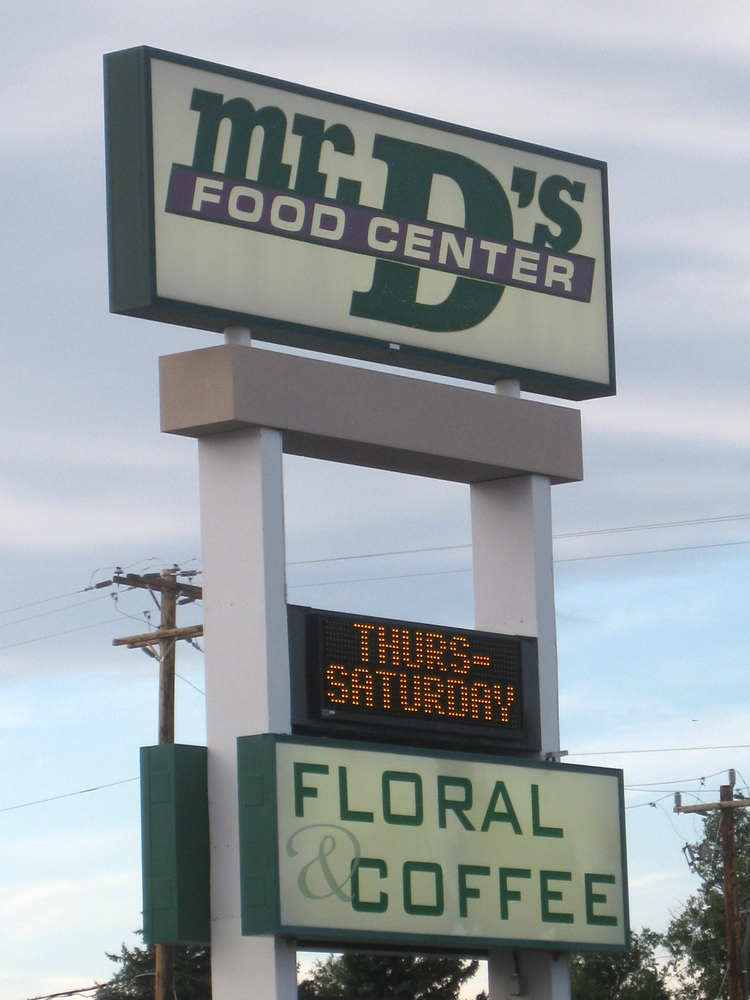 mr. D's
FOOD CENTER
THURS-
SATURDAY
FLORAL
& COFFEE